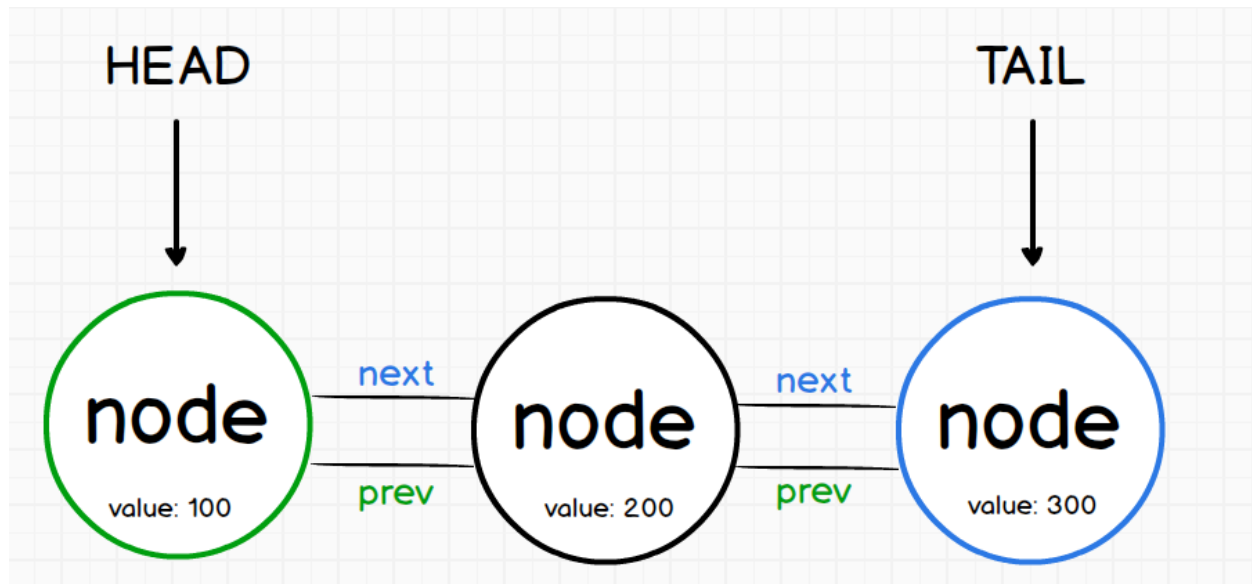 HEAD
TAIL
next
next
node
node
node
prev
prev
value: 100
value: 200
value: 300